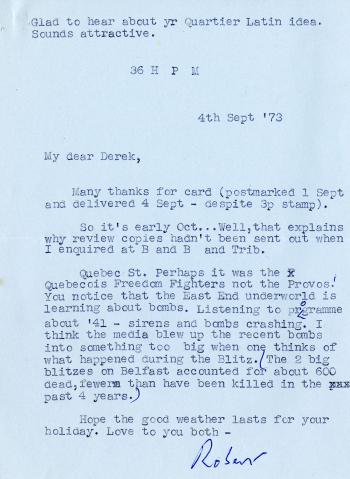 Glad to hear about yr Quartier Latin idea.
Sounds attractive.
36 H P M
4th Sept '73
My dear Derek,
Many thanks for card (postmarked 1 Sept
and delivered 4 Sept - despite 3p stamp).
So it's early Oct...Well,that explains
why review copies hadn't been sent out when
I enquired at B and B and Trib.
Quebec St. Perhaps it was the x
Quebecois Freedom Fighters not the Provos!
You notice that the East End underworld is
learning about bombs. Listening to programme
about '41 - sirens and bombs crashing. I
think the media blew up the recent bombs
into something too big when one thinks of
what happened during the Blitz. (The 2 big
blitzes on Belfast accounted for about 600
dead,fewer than have been killed in the xxx
past 4 years.)
Hope the good weather lasts for your
holiday. Love to you both -
Robert